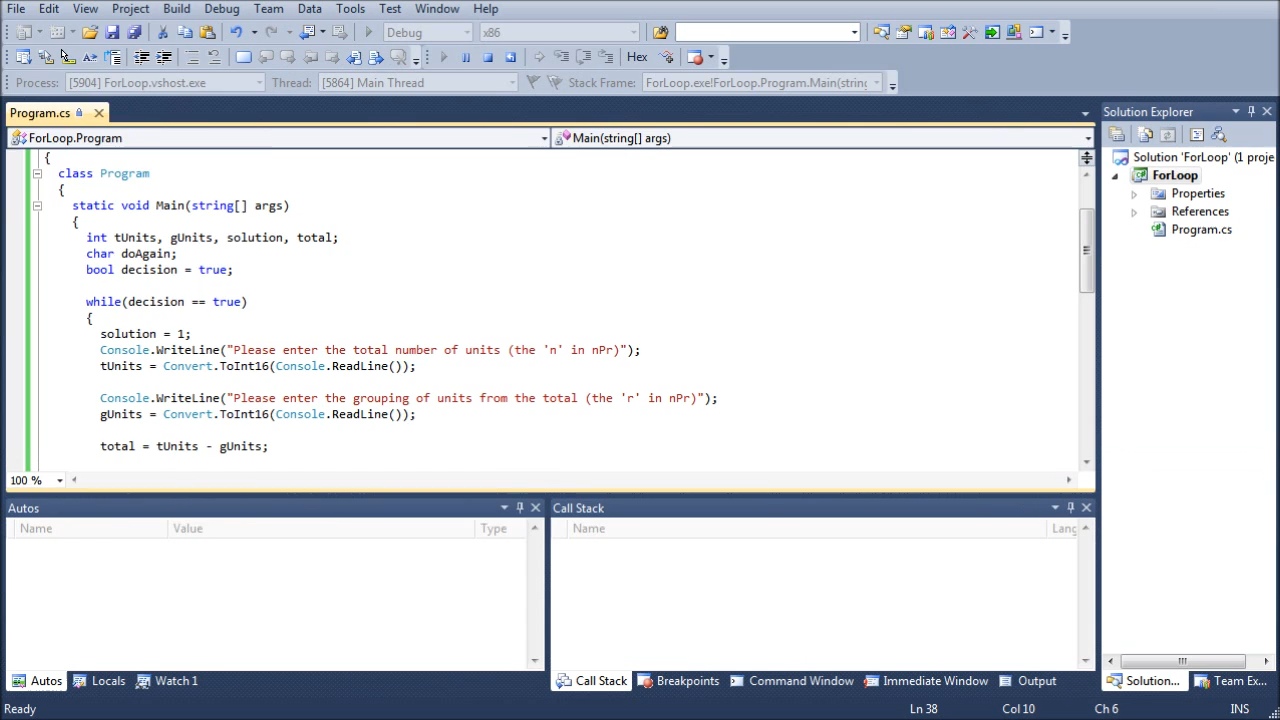 File Edit View Project Build Debug Team Data Tools Test Window Help
Debug x86
Hex
Process: [5904] ForLoop.vshost.exe Thread: [5864] Main Thread Stack Frame: ForLoop.exe!ForLoop.Program.Main(string
Program.cs
Solution Explorer
ForLoop.Program Main(string[] args)
{
class Program
{
static void Main(string[] args)
{
int tUnits, gUnits, solution, total;
char doAgain;
bool decision = true;
while(decision == true)
{
solution = 1;
Console.WriteLine("Please enter the total number of units (the 'n' in nPr)");
tUnits = Convert.ToInt16(Console.ReadLine());
Console.WriteLine("Please enter the grouping of units from the total (the 'r' in nPr)");
gUnits = Convert.ToInt16(Console.ReadLine());
total = tUnits - gUnits;
100 %
Solution 'ForLoop' (1 proje
ForLoop
Properties
References
Program.cs
Autos
Name Value Type
Call Stack
Name Lang
Autos Locals Watch 1
Call Stack Breakpoints Command Window Immediate Window Output
Solution... Team Ex...
Ready Ln 38 Col 10 Ch 6 INS